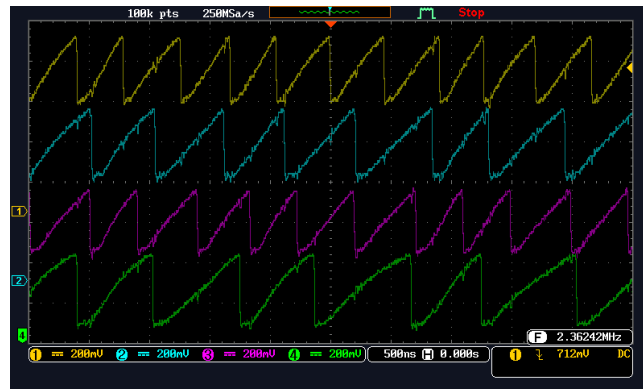 100k pts 250MSa/s Stop
1
2
4
F 2.36242MHz
1 200mV 2 200mV 3 200mV 4 200mV 500ns H 0.000s 1 712mV DC